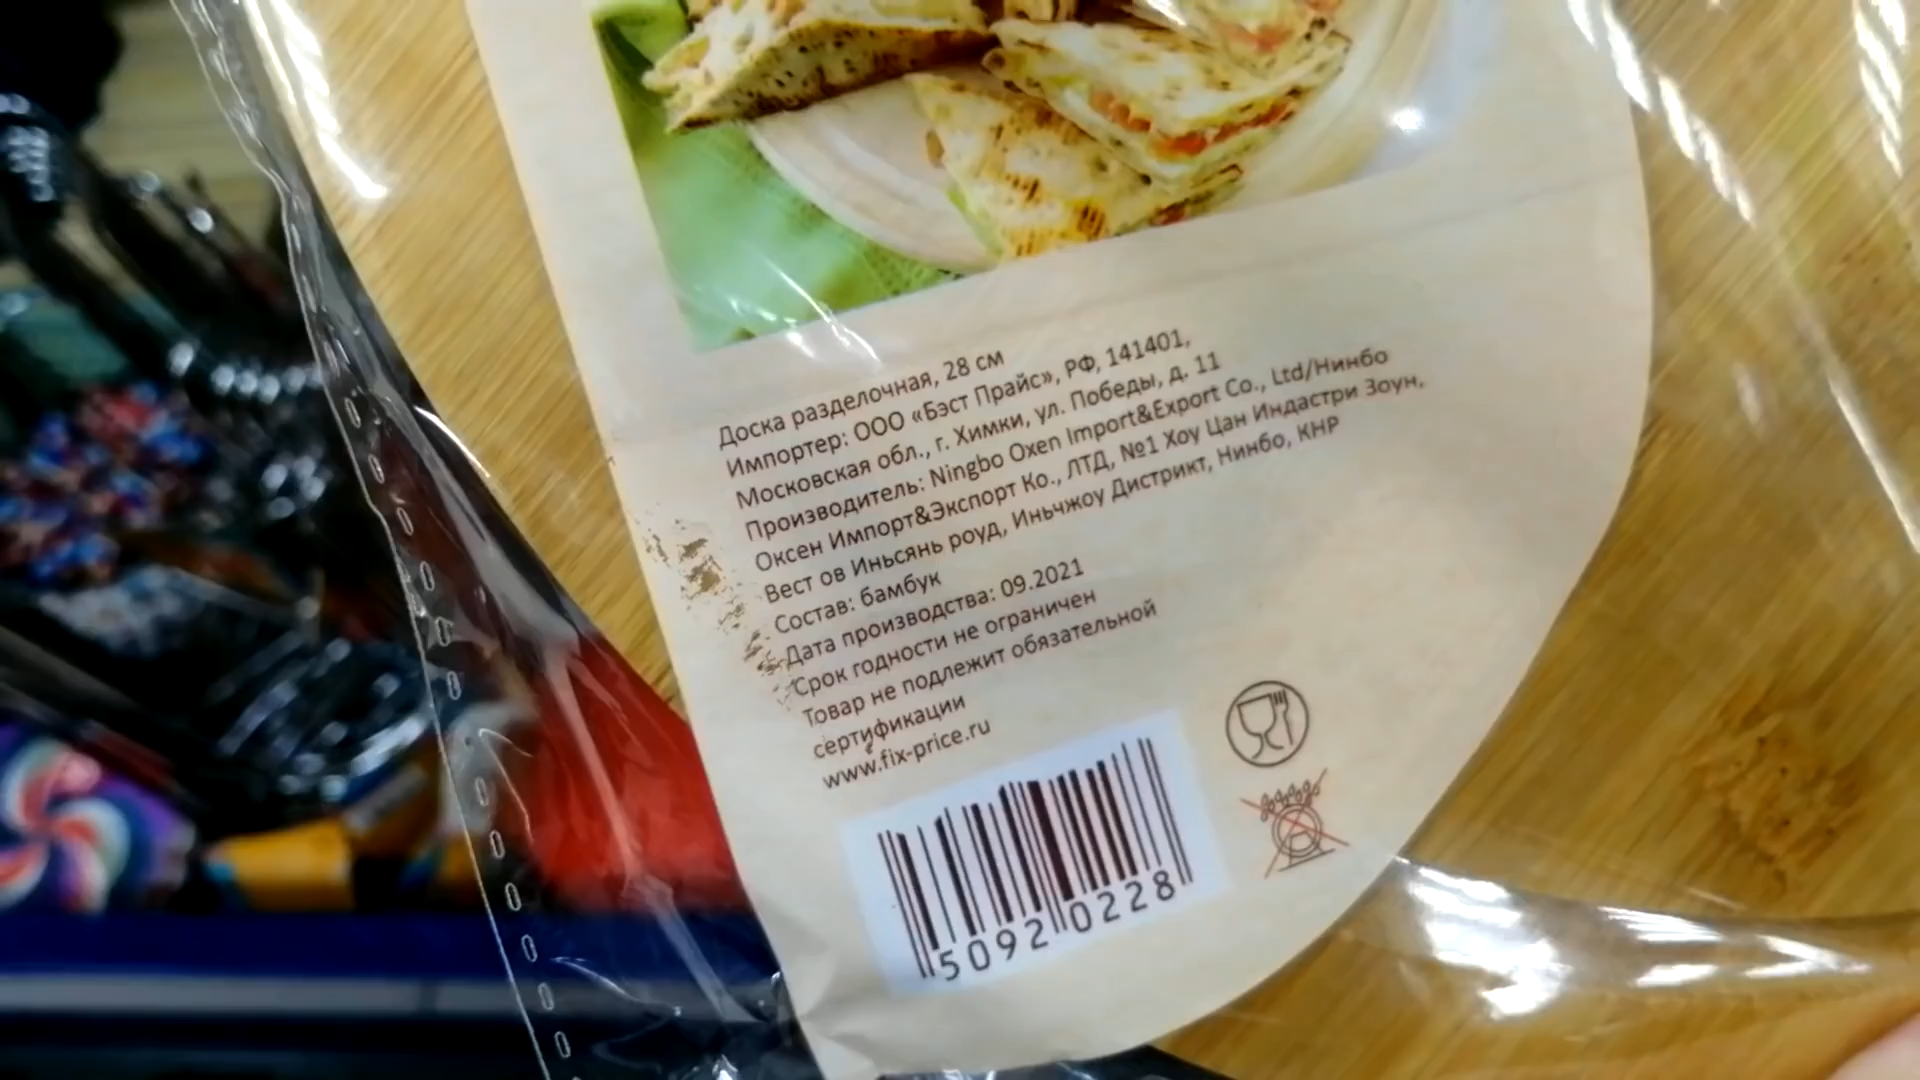 Доска разделочная, 28 см
Импортер: ООО «Бэст Прайс», РФ, 141401,
Московская обл., г. Химки, ул. Победы, д. 11
Производитель: Ningbo Oxen Import&Export Co., Ltd/Нинбо
Оксен Импорт&Экспорт Ко., ЛТД, №1 Хоу Цан Индастри Зоун,
Вест ов Иньсянь роуд, Иньчжоу Дистрикт, Нинбо, КНР
Состав: бамбук
Дата производства: 09.2021
Срок годности не ограничен
Товар не подлежит обязательной
сертификации
www.fix-price.ru
5092 0228